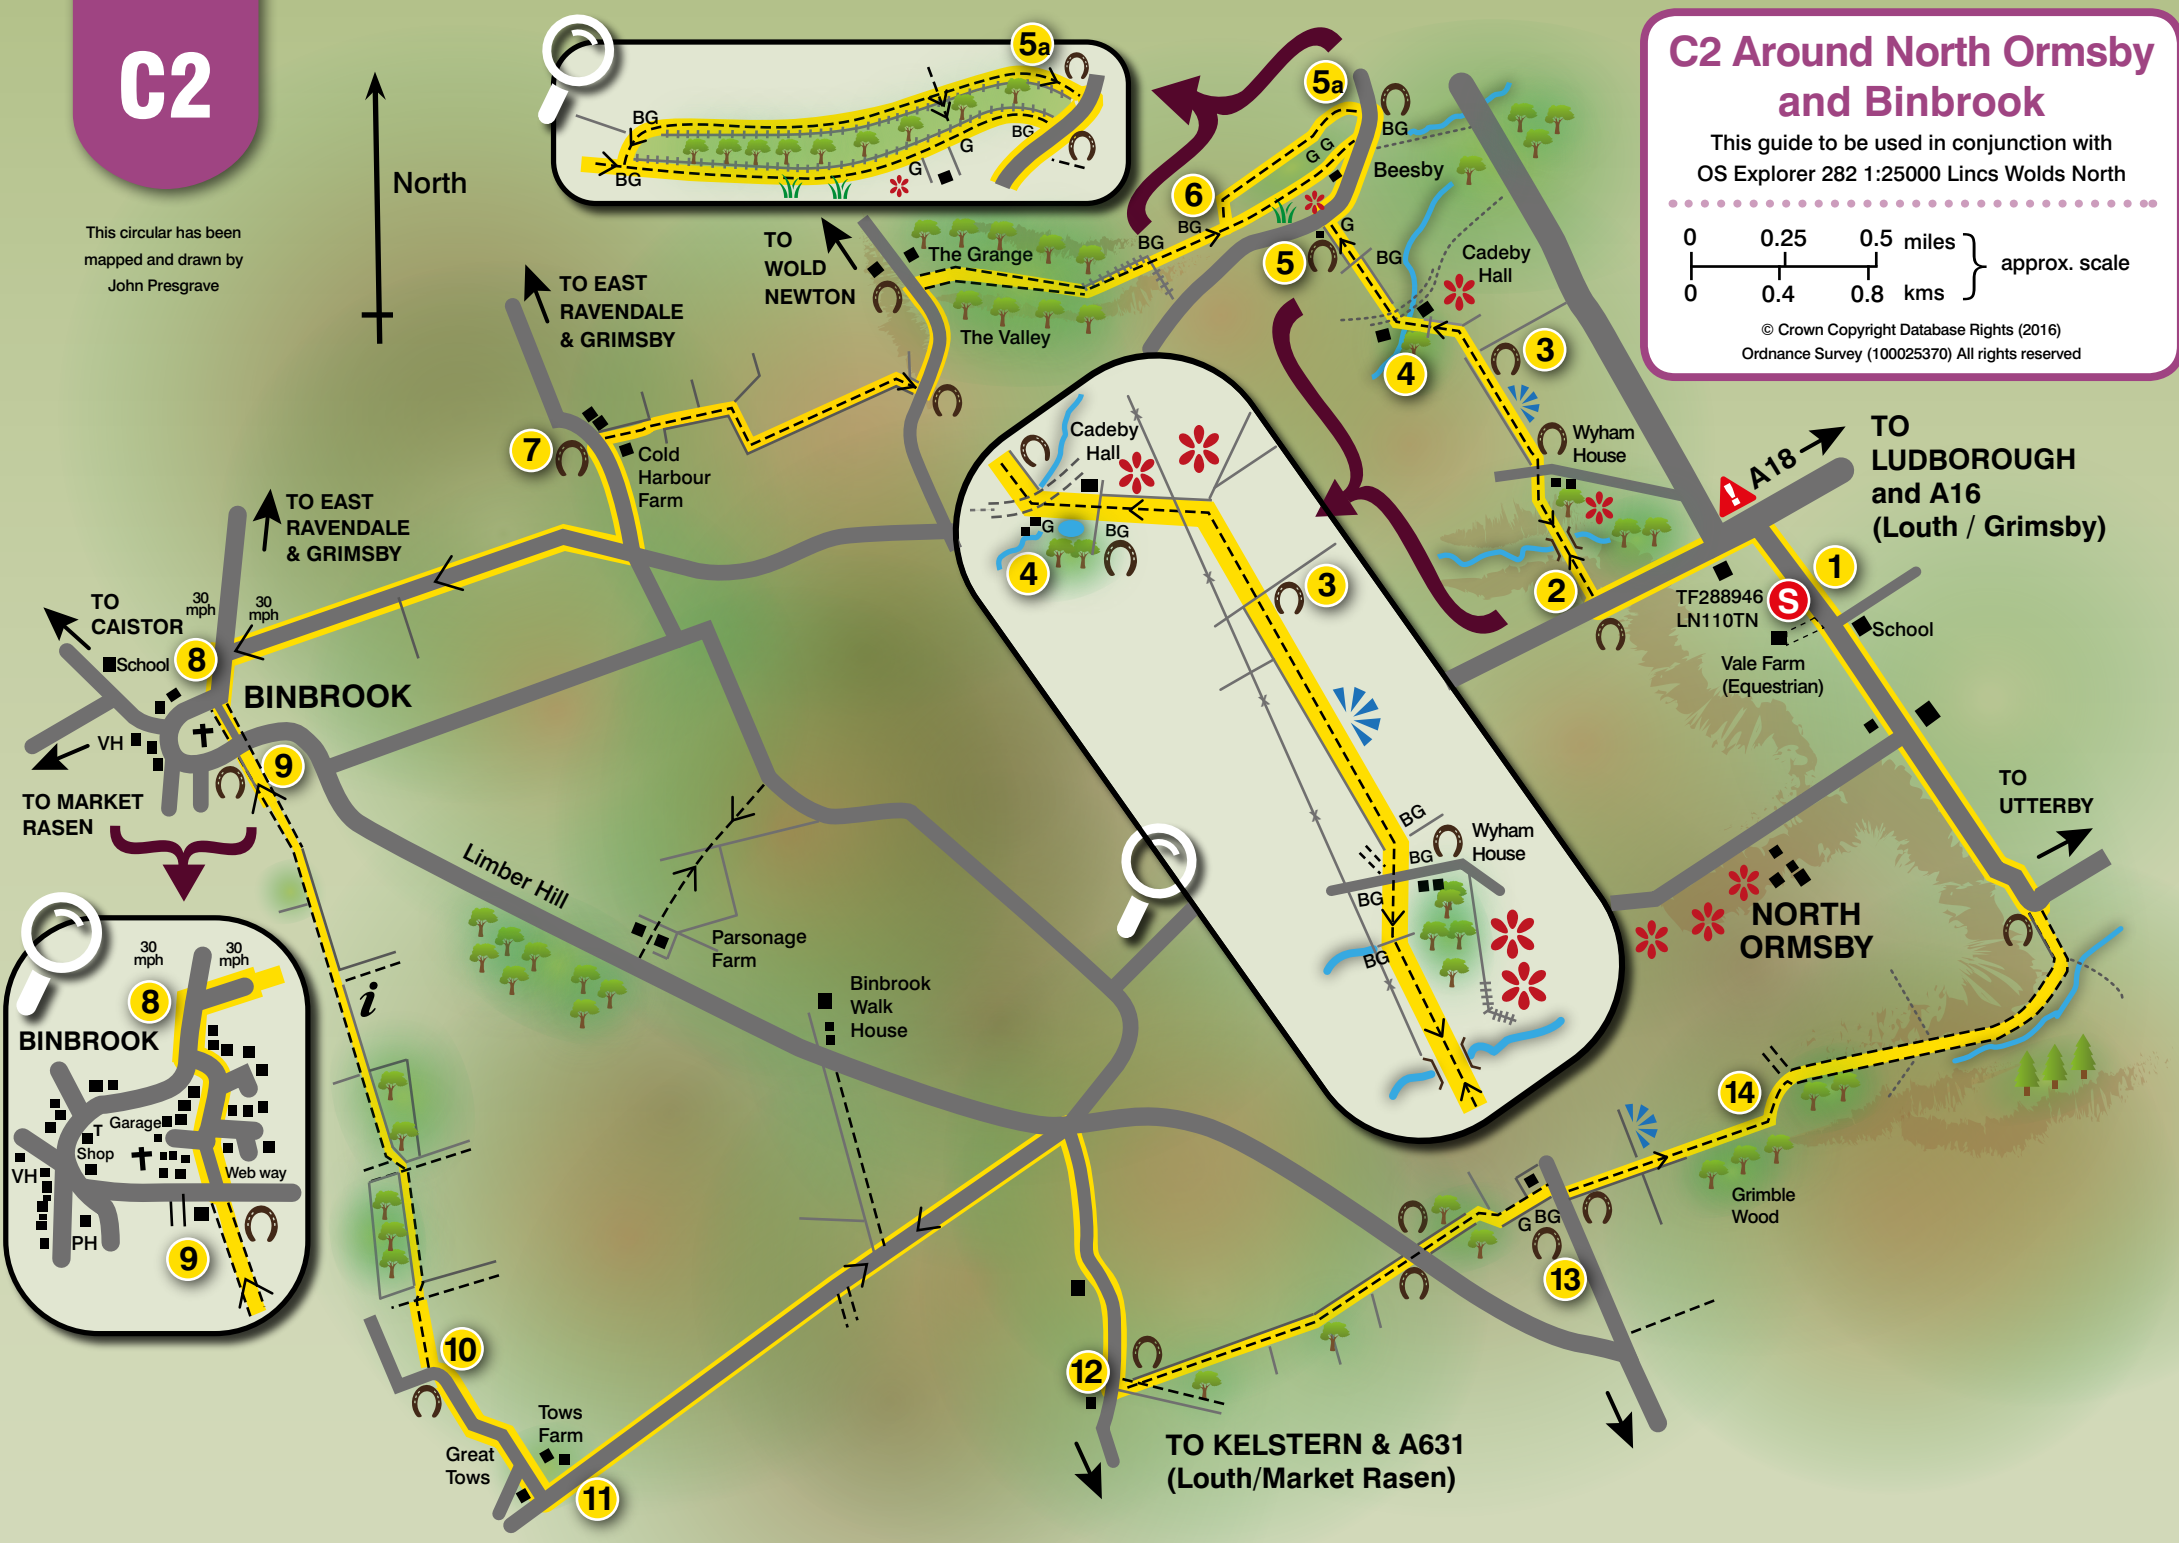 C2
This circular has been
mapped and drawn by
John Presgrave
North
C2 Around North Ormsby
and Binbrook
This guide to be used in conjunction with
OS Explorer 282 1:25000 Lincs Wolds North
0 0.25 0.5 miles
0 0.4 0.8 kms
approx. scale
© Crown Copyright Database Rights (2016)
Ordnance Survey (100025370) All rights reserved
5a
BG
BG
G
G
BG
5a
BG
Beesby
G G
6
BG
BG
G
5
BG
Cadeby
Hall
4
3
Wyham
House
2
TO
WOLD
NEWTON
The Grange
The Valley
TO EAST
RAVENDALE
& GRIMSBY
7
Cold
Harbour
Farm
TO EAST
RAVENDALE
& GRIMSBY
30
mph
30
mph
TO
CAISTOR
School
8
BINBROOK
VH
9
TO MARKET
RASEN
A18
TO
LUDBOROUGH
and A16
(Louth / Grimsby)
1
TF288946
LN110TN
S
School
Vale Farm
(Equestrian)
TO
UTTERBY
NORTH
ORMSBY
Cadeby
Hall
G
BG
4
3
BG
BG
Wyham
House
BG
BG
Limber Hill
Parsonage
Farm
Binbrook
Walk
House
i
30
mph
30
mph
8
BINBROOK
T
Garage
Shop
VH
Web way
PH
9
10
Tows
Farm
Great
Tows
11
12
TO KELSTERN & A631
(Louth/Market Rasen)
G
BG
13
14
Grimble
Wood